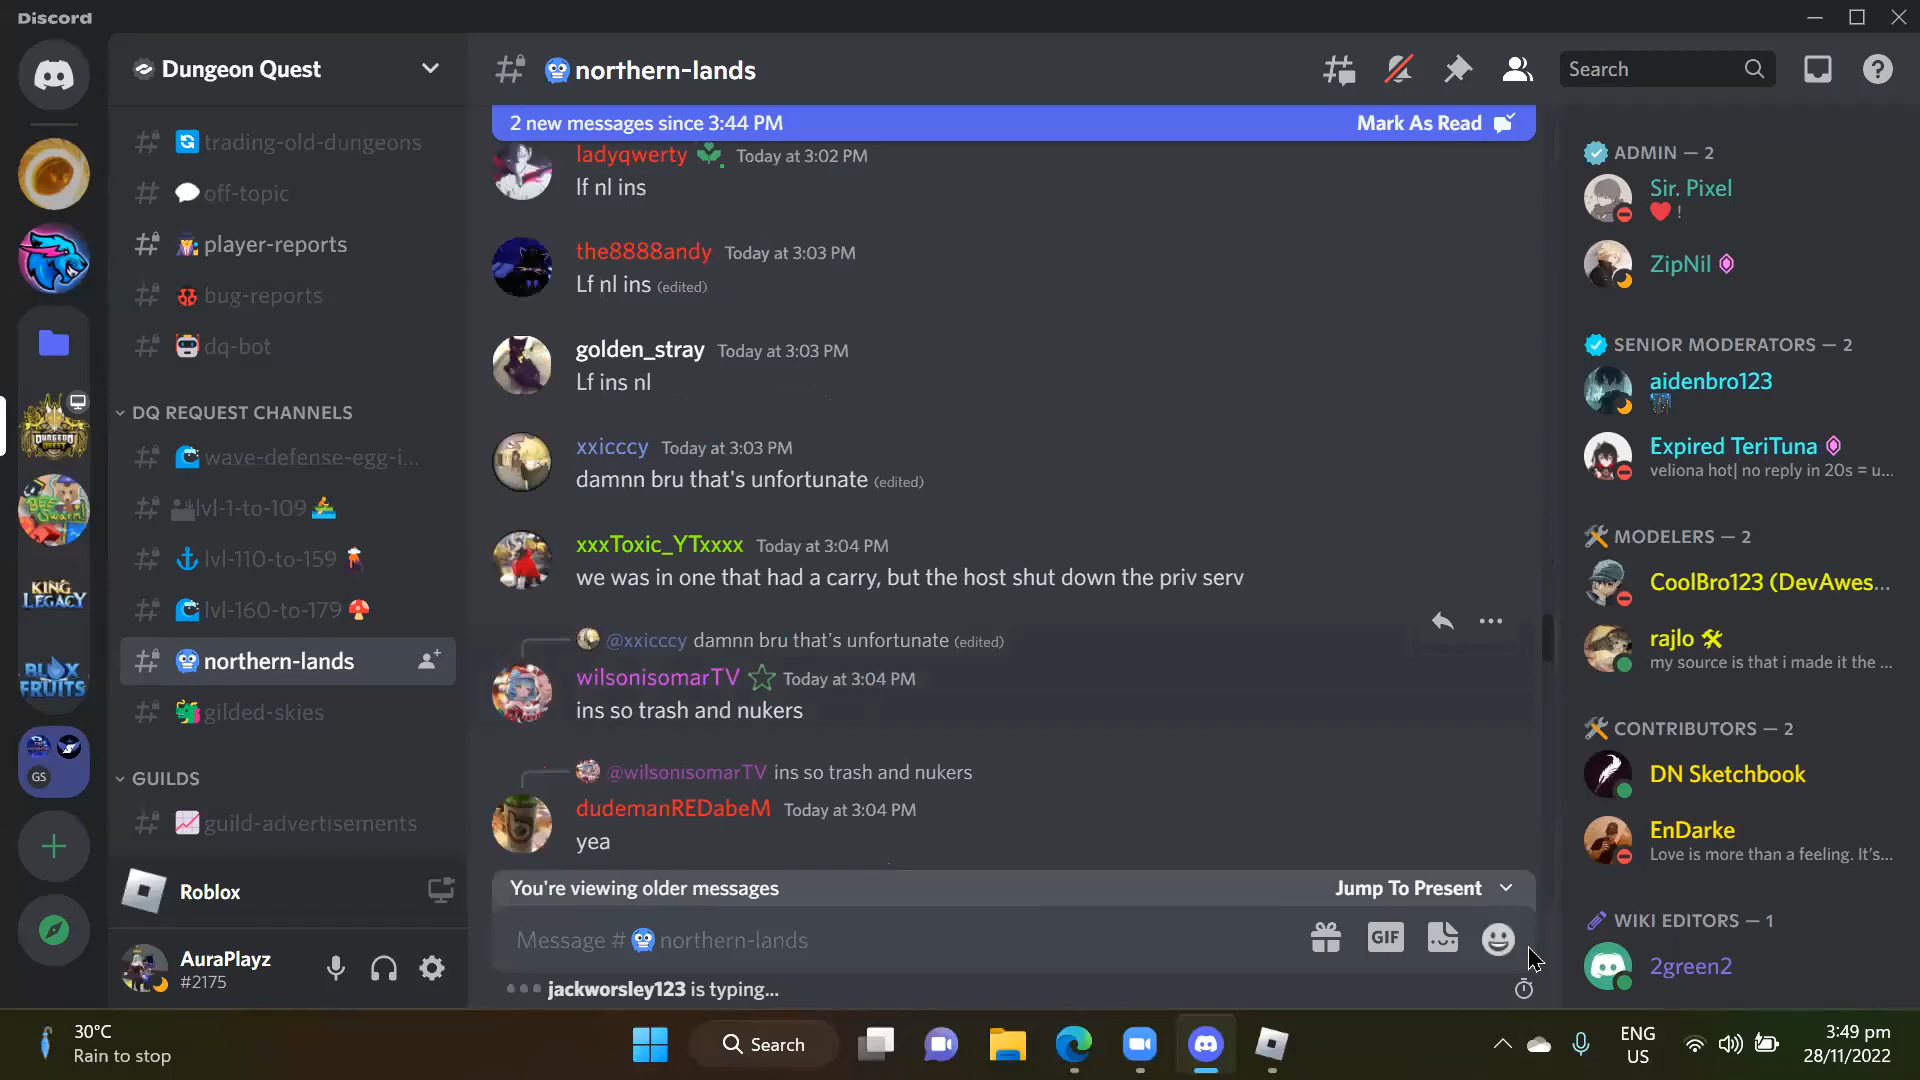 Discord
Dungeon Quest
trading-old-dungeons
off-topic
player-reports
bug-reports
dq-bot
DQ REQUEST CHANNELS
wave-defense-egg-i...
lvl-1-to-109
lvl-110-to-159
lvl-160-to-179
northern-lands
gilded-skies
GUILDS
guild-advertisements
Roblox
AuraPlayz
#2175
DUNGEON
QUEST
KING
LEGACY
BLOX
FRUITS
GS
northern-lands
Search
2 new messages since 3:44 PM
Mark As Read
ladyqwerty Today at 3:02 PM
lf nl ins
the8888andy Today at 3:03 PM
Lf nl ins (edited)
golden_stray Today at 3:03 PM
Lf ins nl
xxicccy Today at 3:03 PM
damnn bru that's unfortunate (edited)
xxxToxic_YTxxxx Today at 3:04 PM
we was in one that had a carry, but the host shut down the priv serv
@xxicccy damnn bru that's unfortunate (edited)
wilsonisomarTV Today at 3:04 PM
ins so trash and nukers
@wilsonisomarTV ins so trash and nukers
dudemanREDabeM Today at 3:04 PM
yea
You're viewing older messages
Jump To Present
Message # northern-lands
GIF
jackworsley123 is typing...
ADMIN — 2
Sir. Pixel
!
ZipNil
SENIOR MODERATORS — 2
aidenbro123
Expired TeriTuna
veliona hot| no reply in 20s = u...
MODELERS — 2
CoolBro123 (DevAwes...
rajlo
my source is that i made it the ...
CONTRIBUTORS — 2
DN Sketchbook
EnDarke
Love is more than a feeling. It's...
WIKI EDITORS — 1
2green2
30°C
Rain to stop
Search
ENG
US
3:49 pm
28/11/2022